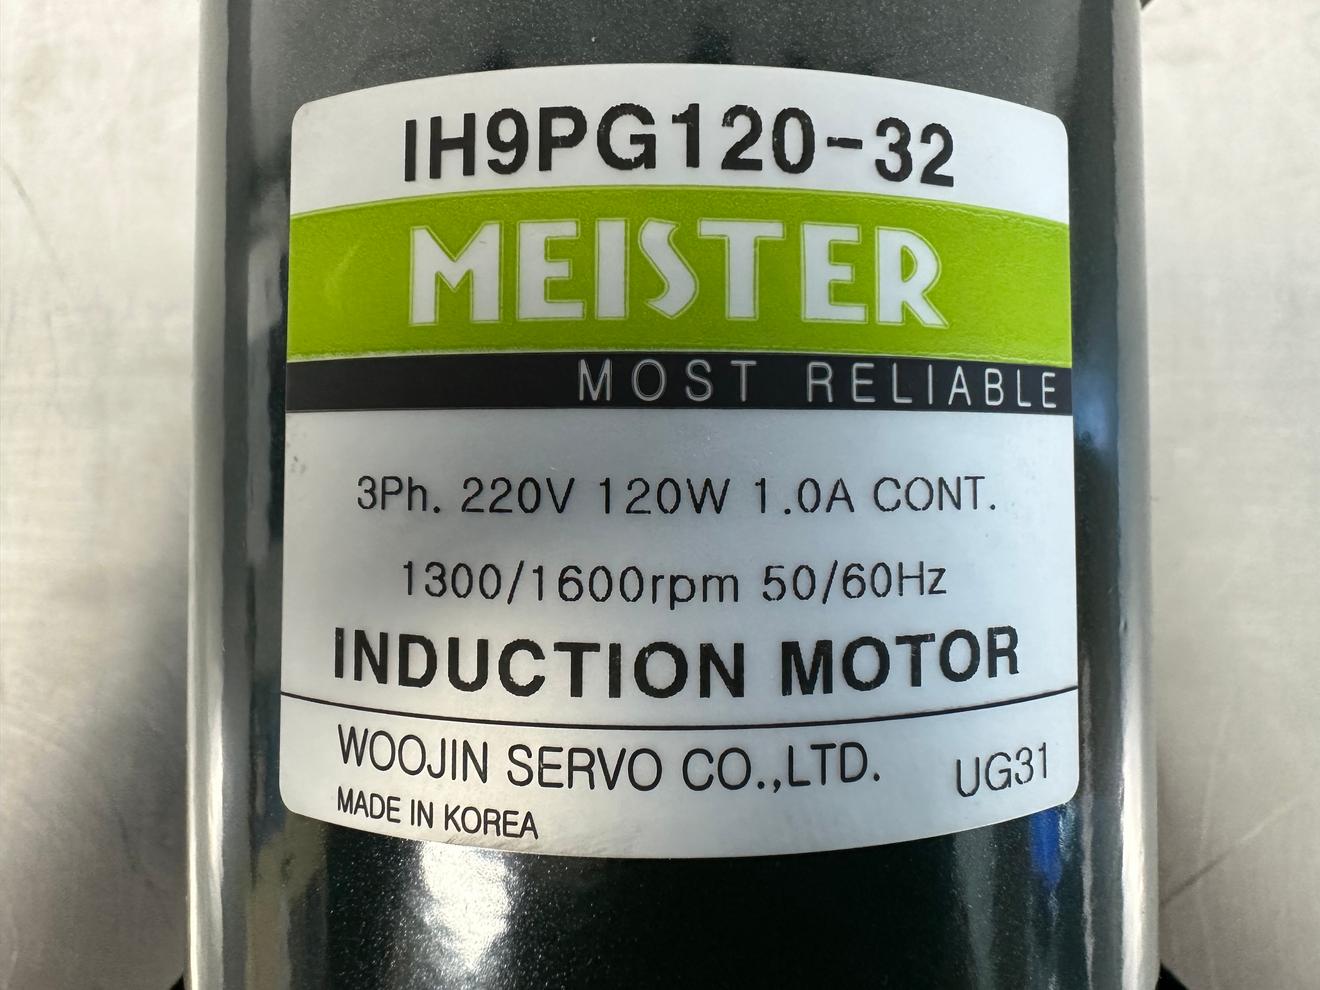 IH9PG120-32
MEISTER
MOST RELIABLE
3Ph. 220V 120W 1.0A CONT.
1300/1600rpm 50/60Hz
INDUCTION MOTOR
WOOJIN SERVO CO.,LTD. UG31
MADE IN KOREA